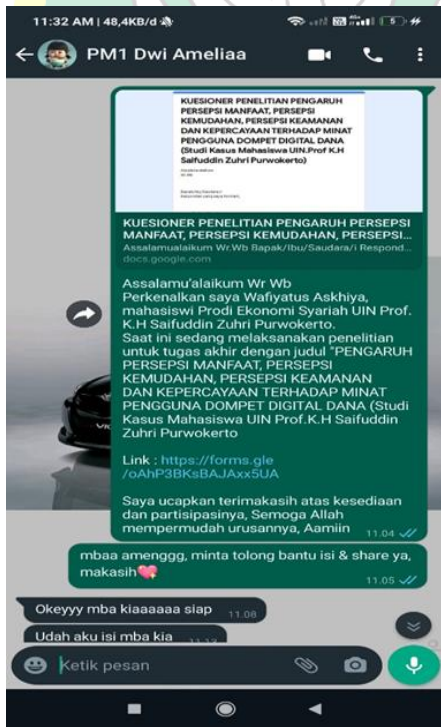 11:32 AM | 48,4KB/d
5
PM1 Dwi Ameliaa
KUESIONER PENELITIAN PENGARUH
PERSEPSI MANFAAT, PERSEPSI
KEMUDAHAN, PERSEPSI KEAMANAN
DAN KEPERCAYAAN TERHADAP MINAT
PENGGUNA DOMPET DIGITAL DANA
(Studi Kasus Mahasiswa UIN.Prof K.H
Saifuddin Zuhri Purwokerto)
KUESIONER PENELITIAN PENGARUH PERSEPSI
MANFAAT, PERSEPSI KEMUDAHAN, PERSEPSI...
Assalamualaikum Wr.Wb Bapak/Ibu/Saudara/i Respond...
docs.google.com
Assalamu'alaikum Wr Wb
Perkenalkan saya Wafiyatus Askhiya,
mahasiswi Prodi Ekonomi Syariah UIN Prof.
K.H Saifuddin Zuhri Purwokerto.
Saat ini sedang melaksanakan penelitian
untuk tugas akhir dengan judul "PENGARUH
PERSEPSI MANFAAT, PERSEPSI
KEMUDAHAN, PERSEPSI KEAMANAN
DAN KEPERCAYAAN TERHADAP MINAT
PENGGUNA DOMPET DIGITAL DANA (Studi
Kasus Mahasiswa UIN Prof.K.H Saifuddin
Zuhri Purwokerto
Link : https://forms.gle
/oAhP3BKsBAJAxx5UA
Saya ucapkan terimakasih atas kesediaan
dan partisipasinya, Semoga Allah
mempermudah urusannya, Aamiin 11.04
mbaa amenggg, minta tolong bantu isi & share ya,
makasih💖 11.05
Okeyyy mba kiaaaaaa siap 11.08
Udah aku isi mba kia
Ketik pesan